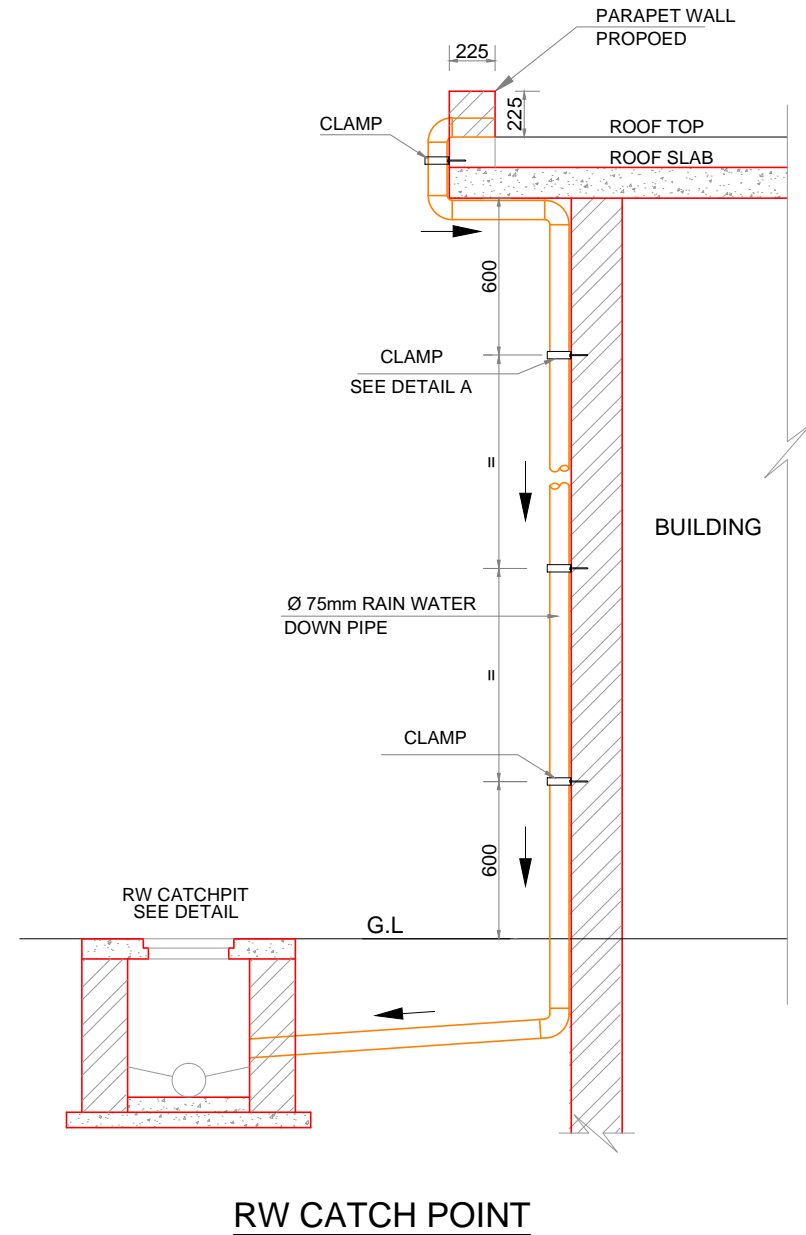 PARAPET WALL
PROPOED
225
225
CLAMP
ROOF TOP
ROOF SLAB
600
CLAMP
SEE DETAIL A
=
BUILDING
Ø 75mm RAIN WATER
DOWN PIPE
=
CLAMP
600
RW CATCHPIT
SEE DETAIL
G.L
RW CATCH POINT